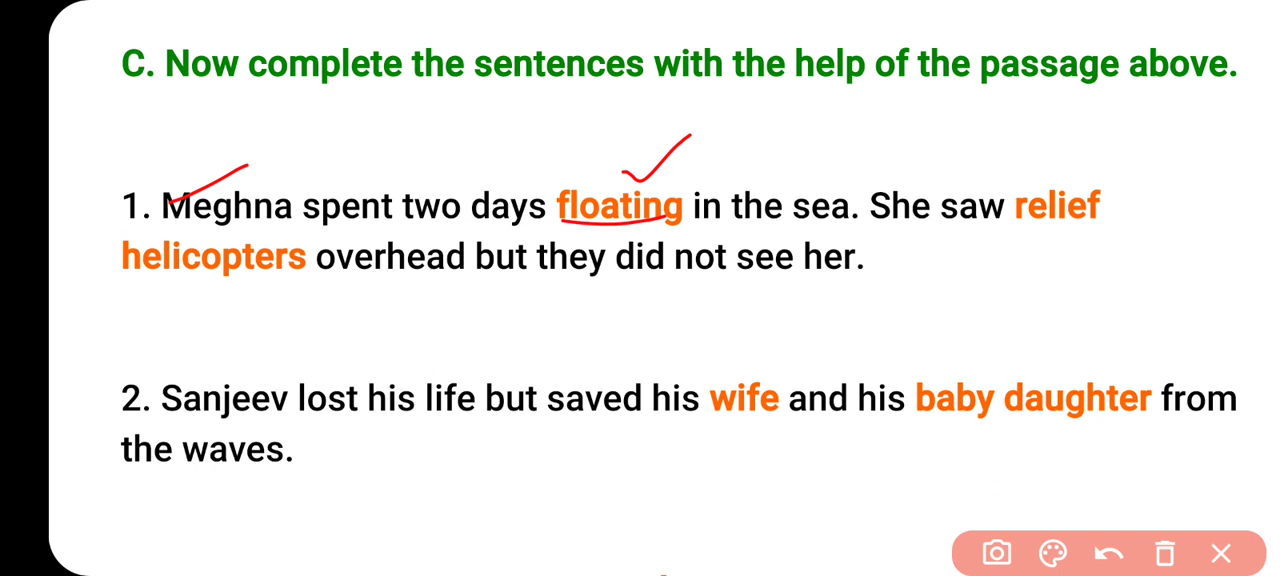 C. Now complete the sentences with the help of the passage above.
1. Meghna spent two days floating in the sea. She saw relief
helicopters overhead but they did not see her.
2. Sanjeev lost his life but saved his wife and his baby daughter from
the waves.